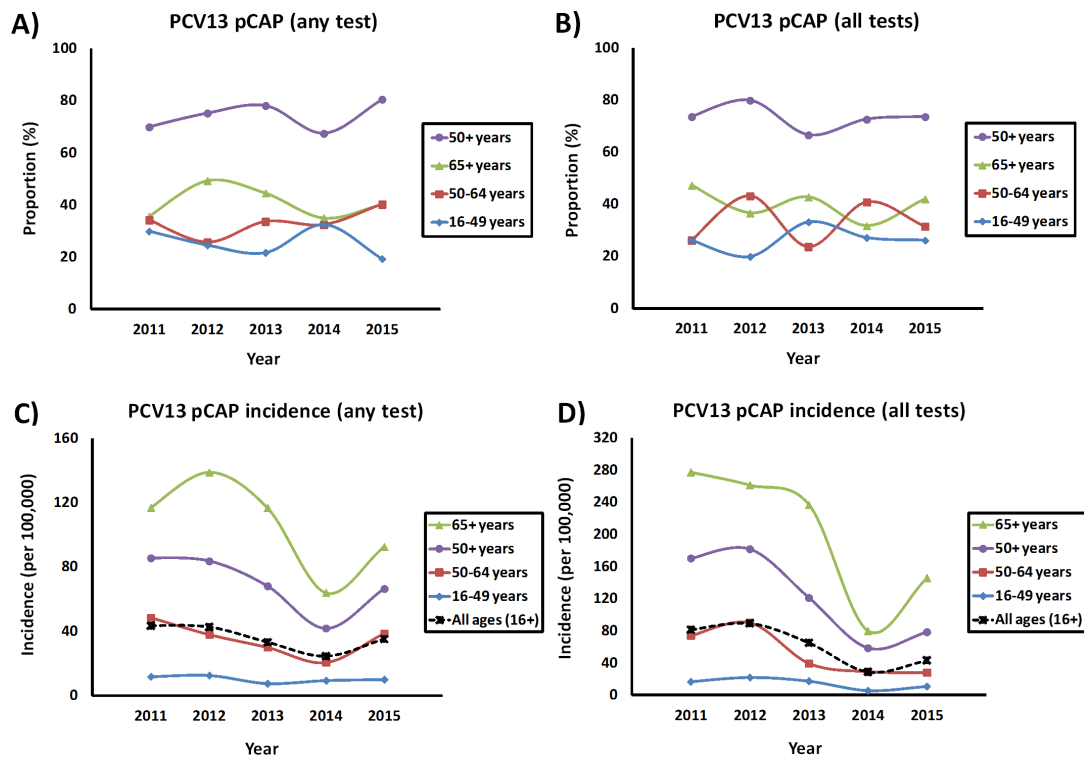 A)
PCV13 pCAP (any test)
100
80
60
40
20
0
Proportion (%)
2011 2012 2013 2014 2015
Year
50+ years
65+ years
50-64 years
16-49 years
B)
PCV13 pCAP (all tests)
100
80
60
40
20
0
Proportion (%)
2011 2012 2013 2014 2015
Year
50+ years
65+ years
50-64 years
16-49 years
C)
PCV13 pCAP incidence (any test)
160
120
80
40
0
Incidence (per 100,000)
2011 2012 2013 2014 2015
Year
65+ years
50+ years
50-64 years
16-49 years
All ages (16+)
D)
PCV13 pCAP incidence (all tests)
320
280
240
200
160
120
80
40
0
Incidence (per 100,000)
2011 2012 2013 2014 2015
Year
65+ years
50+ years
50-64 years
16-49 years
All ages (16+)